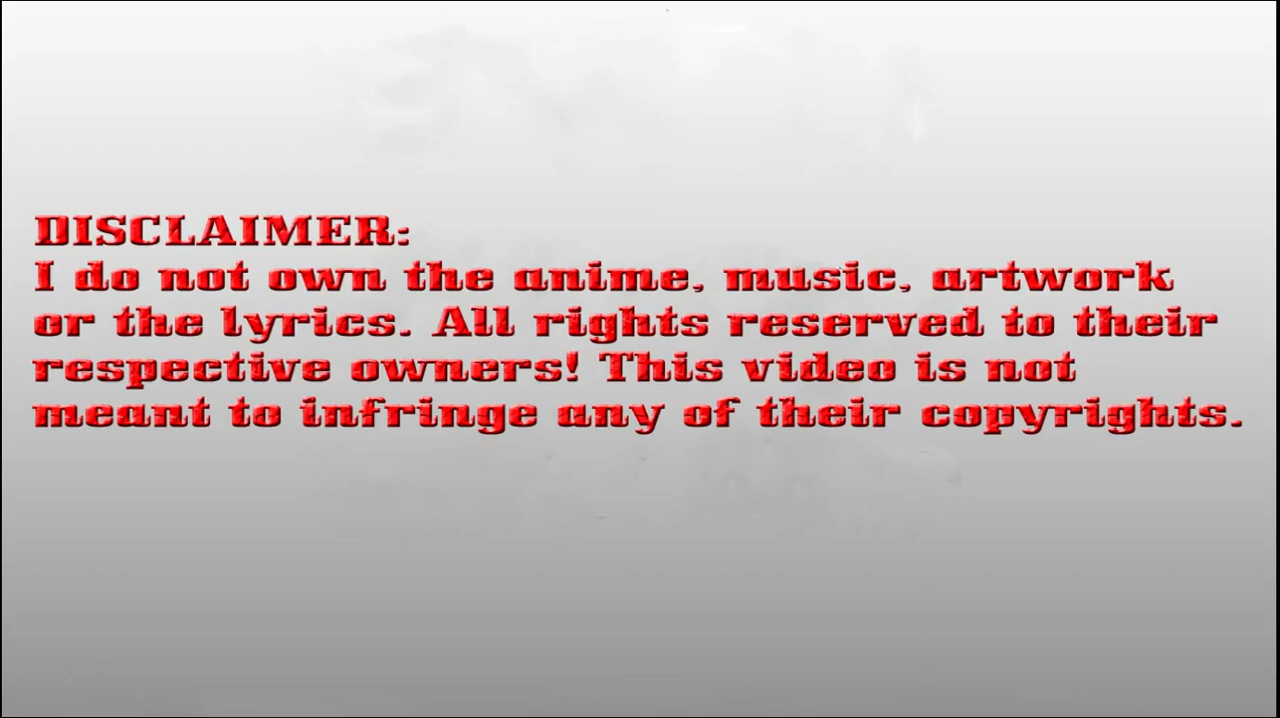 DISCLAIMER:
I do not own the anime, music, artwork
or the lyrics. All rights reserved to their
respective owners! This video is not
meant to infringe any of their copyrights.